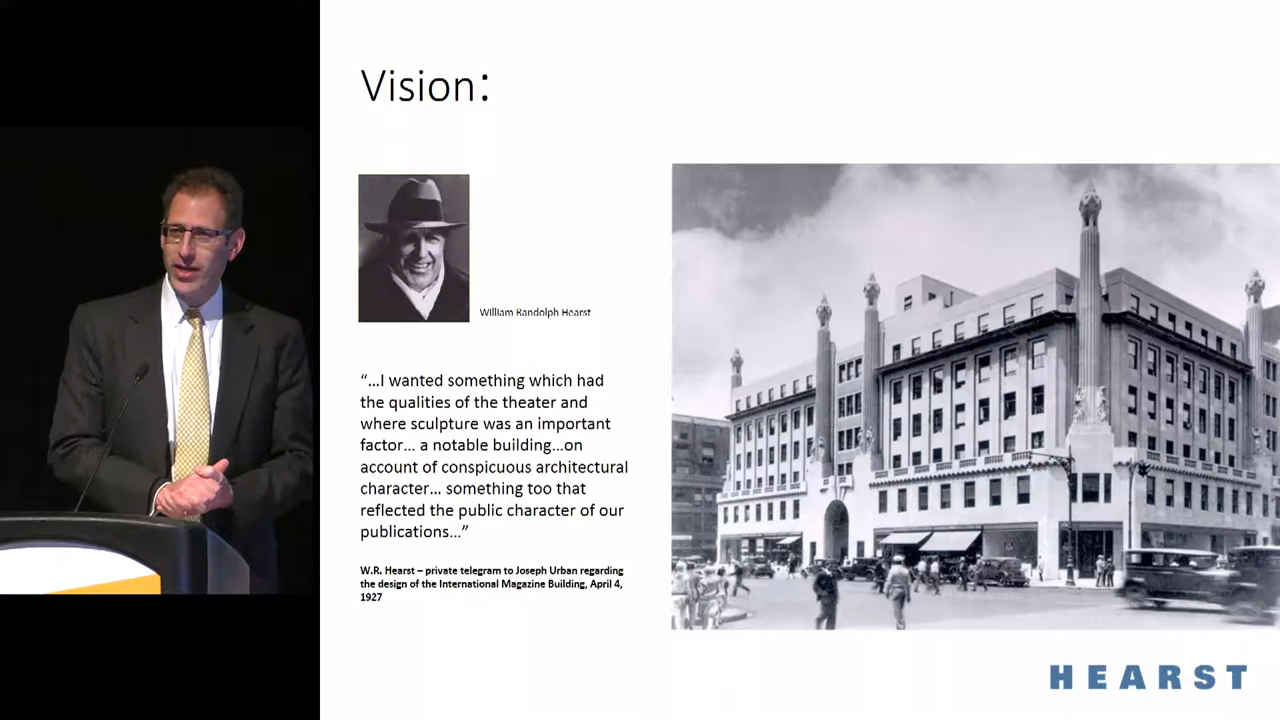 Vision:
William Randolph Hearst
“...I wanted something which had
the qualities of the theater and
where sculpture was an important
factor... a notable building...on
account of conspicuous architectural
character... something too that
reflected the public character of our
publications...”
W.R. Hearst – private telegram to Joseph Urban regarding
the design of the International Magazine Building, April 4,
1927
HEARST